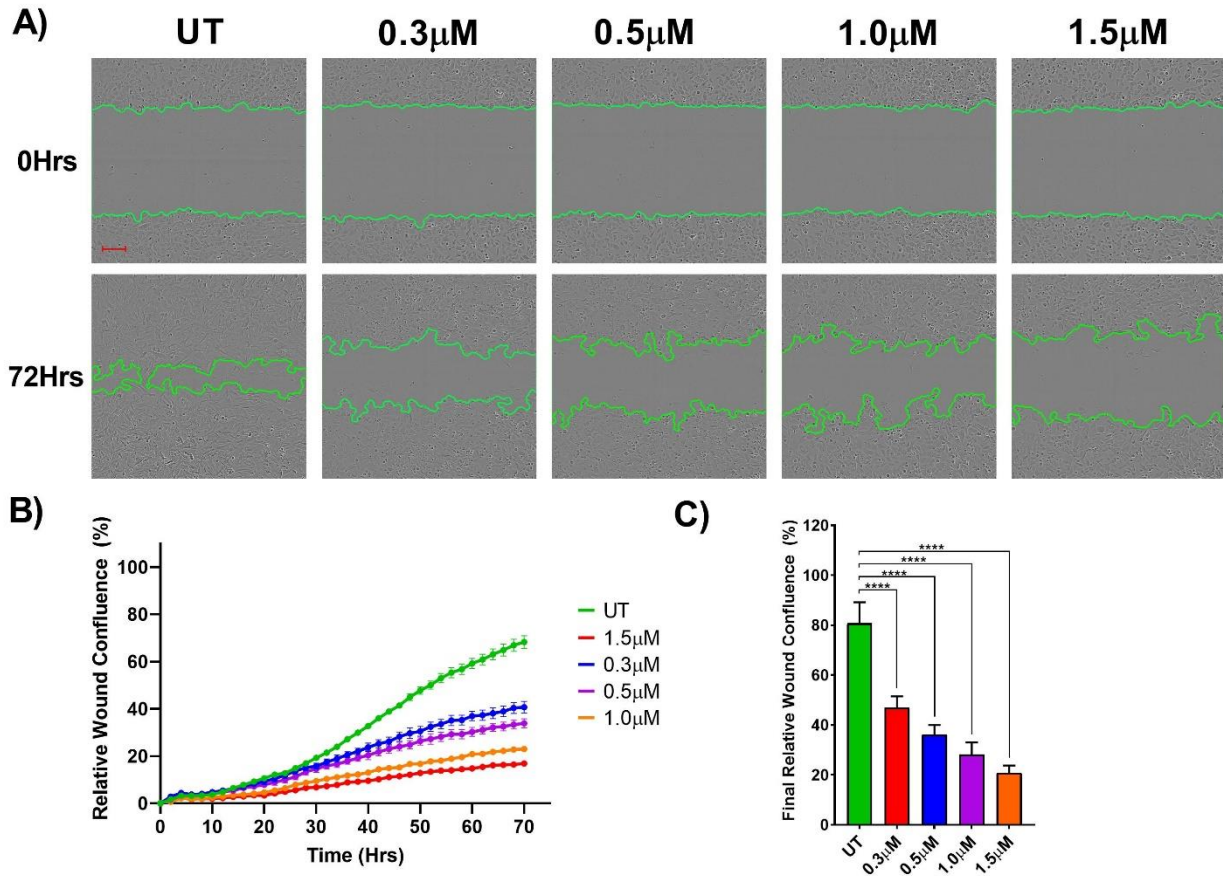 A)
UT 0.3μM 0.5μM 1.0μM 1.5μM
0Hrs
72Hrs
B)
Relative Wound Confluence (%)
100
80
60
40
20
0
0 10 20 30 40 50 60 70
Time (Hrs)
UT
1.5μM
0.3μM
0.5μM
1.0μM
C)
Final Relative Wound Confluence (%)
120
100
80
60
40
20
0
****
****
****
****
UT 0.3μM 0.5μM 1.0μM 1.5μM